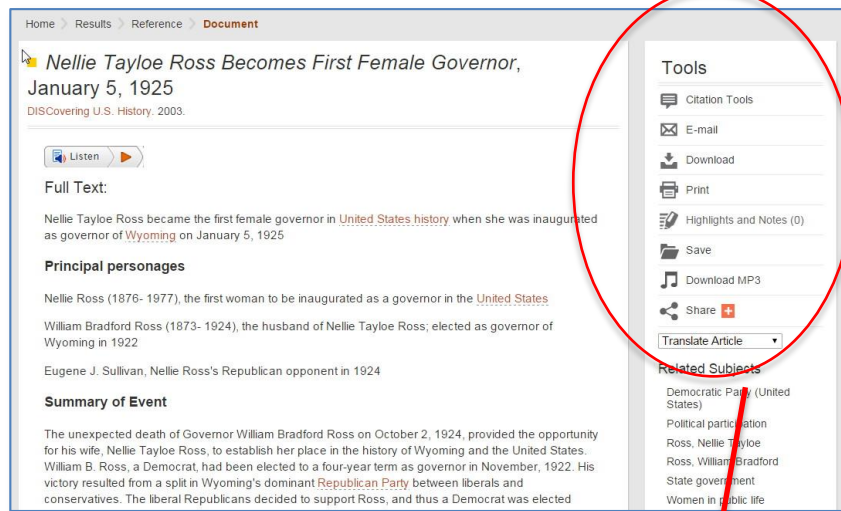 Home > Results > Reference > Document
Nellie Tayloe Ross Becomes First Female Governor,
January 5, 1925
DISCovering U.S. History. 2003.
Listen
Full Text:
Nellie Tayloe Ross became the first female governor in United States history when she was inaugurated
as governor of Wyoming on January 5, 1925
Principal personages
Nellie Ross (1876- 1977), the first woman to be inaugurated as a governor in the United States
William Bradford Ross (1873- 1924), the husband of Nellie Tayloe Ross; elected as governor of
Wyoming in 1922
Eugene J. Sullivan, Nellie Ross's Republican opponent in 1924
Summary of Event
The unexpected death of Governor William Bradford Ross on October 2, 1924, provided the opportunity
for his wife, Nellie Tayloe Ross, to establish her place in the history of Wyoming and the United States.
William B. Ross, a Democrat, had been elected to a four-year term as governor in November, 1922. His
victory resulted from a split in Wyoming's dominant Republican Party between liberals and
conservatives. The liberal Republicans decided to support Ross, and thus a Democrat was elected
Tools
Citation Tools
E-mail
Download
Print
Highlights and Notes (0)
Save
Download MP3
Share
Translate Article
Related Subjects
Democratic Party (United
States)
Political participation
Ross, Nellie Tayloe
Ross, William Bradford
State government
Women in public life